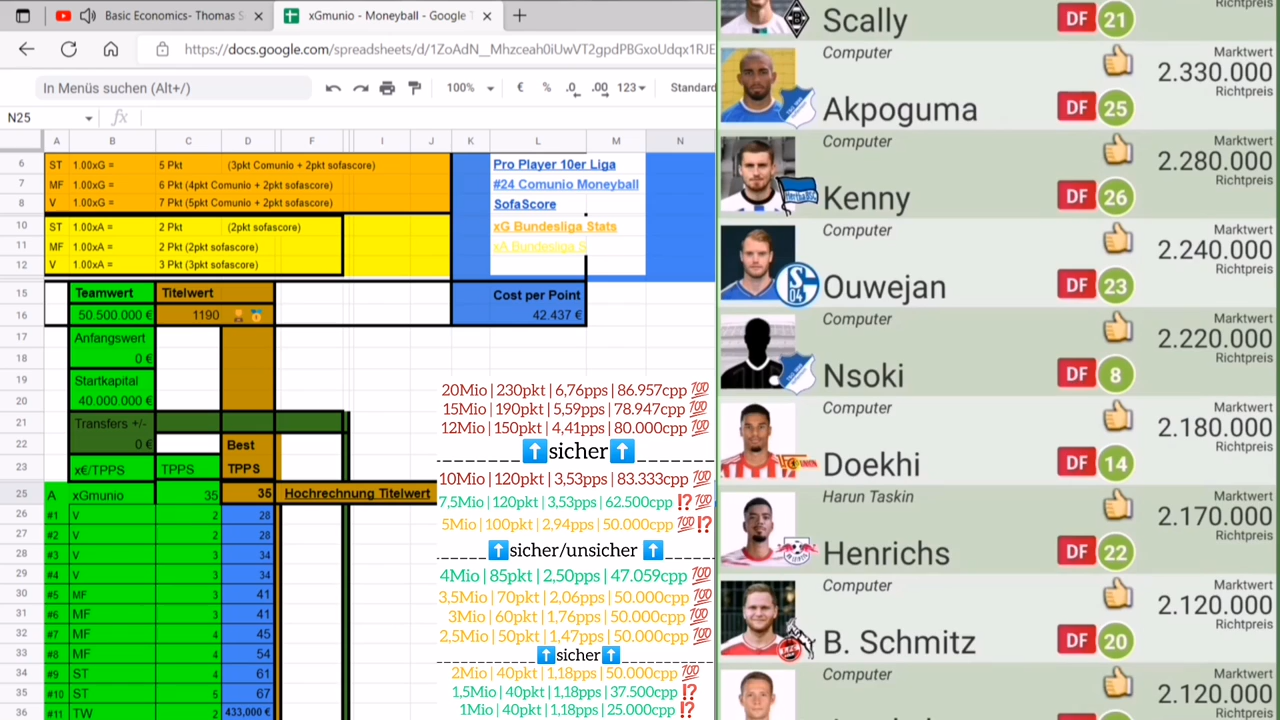 Basic Economics- Thomas S
xGmunio - Moneyball - Google T
https://docs.google.com/spreadsheets/d/1ZoAdN__Mhzceah0iUwVT2gpdPBGxoUdqx1RJE
In Menüs suchen (Alt+/)
100%
€ % .0 .00 123
Standard
N25
fx
A B C D F I J K L M N
6 ST 1.00xG = 5 Pkt (3pkt Comunio + 2pkt sofascore) Pro Player 10er Liga
7 MF 1.00xG = 6 Pkt (4pkt Comunio + 2pkt sofascore) #24 Comunio Moneyball
8 V 1.00xG = 7 Pkt (5pkt Comunio + 2pkt sofascore) SofaScore
10 ST 1.00xA = 2 Pkt (2pkt sofascore) xG Bundesliga Stats
11 MF 1.00xA = 2 Pkt (2pkt sofascore) xA Bundesliga S
12 V 1.00xA = 3 Pkt (3pkt sofascore)
15 Teamwert Titelwert Cost per Point
16 50.500.000 € 1190 42.437 €
17 Anfangswert
18 0 €
19 Startkapital
20 40.000.000 €
21 Transfers +/-
22 0 € Best
23 x€/TPPS TPPS TPPS
25 A xGmunio 35 35 Hochrechnung Titelwert
26 #1 V 2 28
27 #2 V 2 28
28 #3 V 3 34
29 #4 V 3 34
30 #5 MF 3 41
31 #6 MF 3 41
32 #7 MF 4 45
33 #8 MF 4 54
34 #9 ST 4 61
35 #10 ST 5 67
36 #11 TW 2 433,000 €
20Mio | 230pkt | 6,76pps | 86.957cpp 💯
15Mio | 190pkt | 5,59pps | 78.947cpp 💯
12Mio | 150pkt | 4,41pps | 80.000cpp 💯
⬆️sicher⬆️
10Mio | 120pkt | 3,53pps | 83.333cpp 💯
7,5Mio | 120pkt | 3,53pps | 62.500cpp ⁉️💯
5Mio | 100pkt | 2,94pps | 50.000cpp 💯⁉️
⬆️sicher/unsicher ⬆️
4Mio | 85pkt | 2,50pps | 47.059cpp 💯
3,5Mio | 70pkt | 2,06pps | 50.000cpp 💯
3Mio | 60pkt | 1,76pps | 50.000cpp 💯
2,5Mio | 50pkt | 1,47pps | 50.000cpp 💯
⬆️sicher⬆️
2Mio | 40pkt | 1,18pps | 50.000cpp 💯
1,5Mio | 40pkt | 1,18pps | 37.500cpp ⁉️
1Mio | 40pkt | 1,18pps | 25.000cpp ⁉️
Scally DF 21 Richtpreis
Computer Marktwert
2.330.000
Akpoguma DF 25 Richtpreis
Computer Marktwert
2.280.000
Kenny DF 26 Richtpreis
Computer Marktwert
2.240.000
Ouwejan DF 23 Richtpreis
Computer Marktwert
2.220.000
Nsoki DF 8 Richtpreis
Computer Marktwert
2.180.000
Doekhi DF 14 Richtpreis
Harun Taskin Marktwert
2.170.000
Henrichs DF 22 Richtpreis
Computer Marktwert
2.120.000
B. Schmitz DF 20 Richtpreis
Computer Marktwert
2.120.000